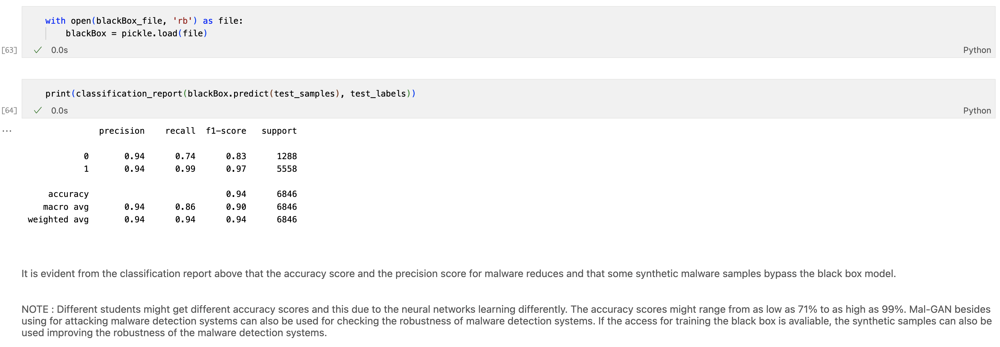 with open(blackBox_file, 'rb') as file:
    blackBox = pickle.load(file)
[63] ✓ 0.0s Python
print(classification_report(blackBox.predict(test_samples), test_labels))
[64] ✓ 0.0s Python
... precision recall f1-score support
0 0.94 0.74 0.83 1288
1 0.94 0.99 0.97 5558
accuracy 0.94 6846
macro avg 0.94 0.86 0.90 6846
weighted avg 0.94 0.94 0.94 6846
It is evident from the classification report above that the accuracy score and the precision score for malware reduces and that some synthetic malware samples bypass the black box model.
NOTE : Different students might get different accuracy scores and this due to the neural networks learning differently. The accuracy scores might range from as low as 71% to as high as 99%. Mal-GAN besides
using for attacking malware detection systems can also be used for checking the robustness of malware detection systems. If the access for training the black box is avaliable, the synthetic samples can also be
used improving the robustness of the malware detection systems.